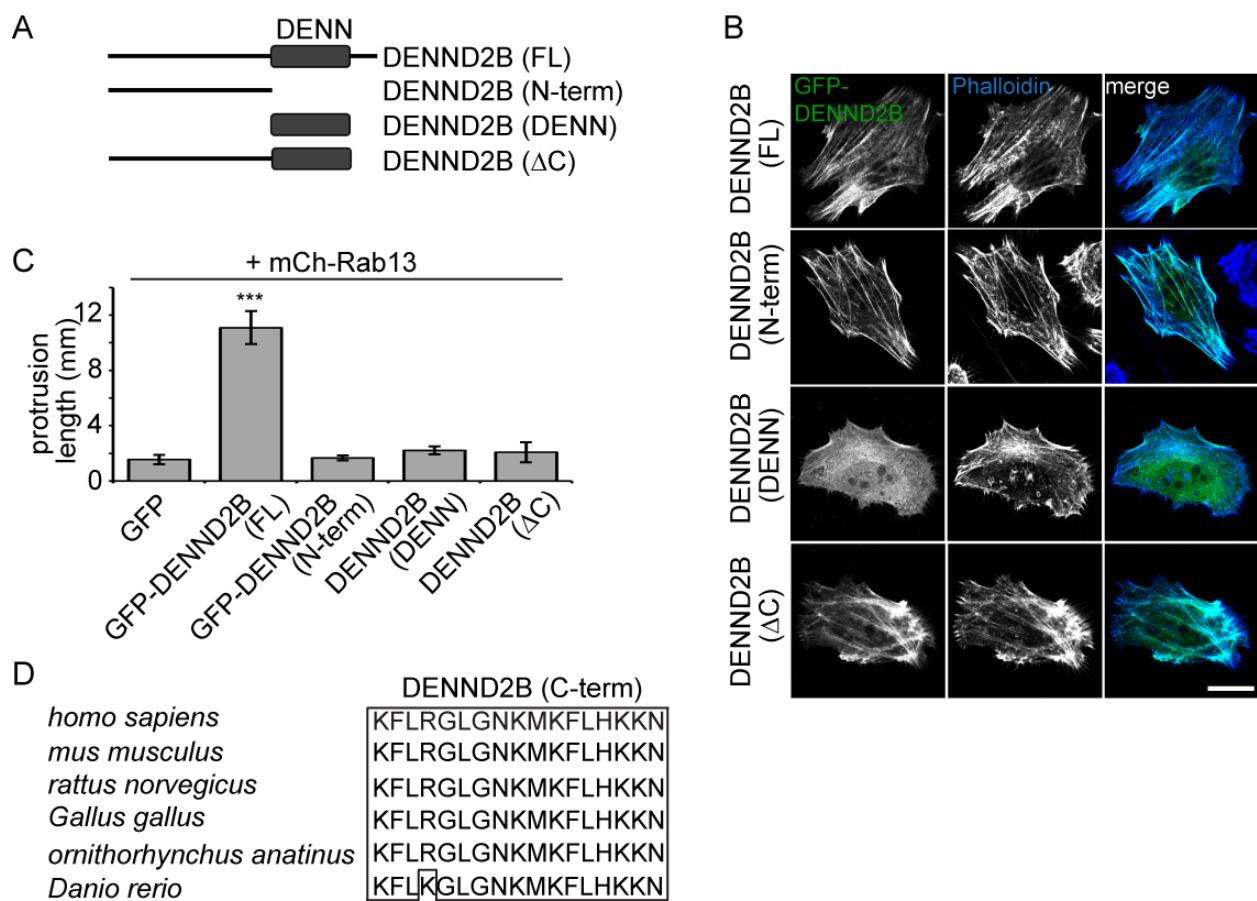 A
DENN
DENND2B (FL)
DENND2B (N-term)
DENND2B (DENN)
DENND2B (ΔC)
B
GFP-
DENND2B
Phalloidin
merge
DENND2B
(FL)
DENND2B
(N-term)
DENND2B
(DENN)
DENND2B
(ΔC)
C
+ mCh-Rab13
***
protrusion
length (mm)
12
8
4
0
GFP
GFP-DENND2B
(FL)
GFP-DENND2B
(N-term)
DENND2B
(DENN)
DENND2B
(ΔC)
D
DENND2B (C-term)
homo sapiens KFLRGLGNKMKFLHKKN
mus musculus KFLRGLGNKMKFLHKKN
rattus norvegicus KFLRGLGNKMKFLHKKN
Gallus gallus KFLRGLGNKMKFLHKKN
ornithorhynchus anatinus KFLRGLGNKMKFLHKKN
Danio rerio KFLKGLGNKMKFLHKKN